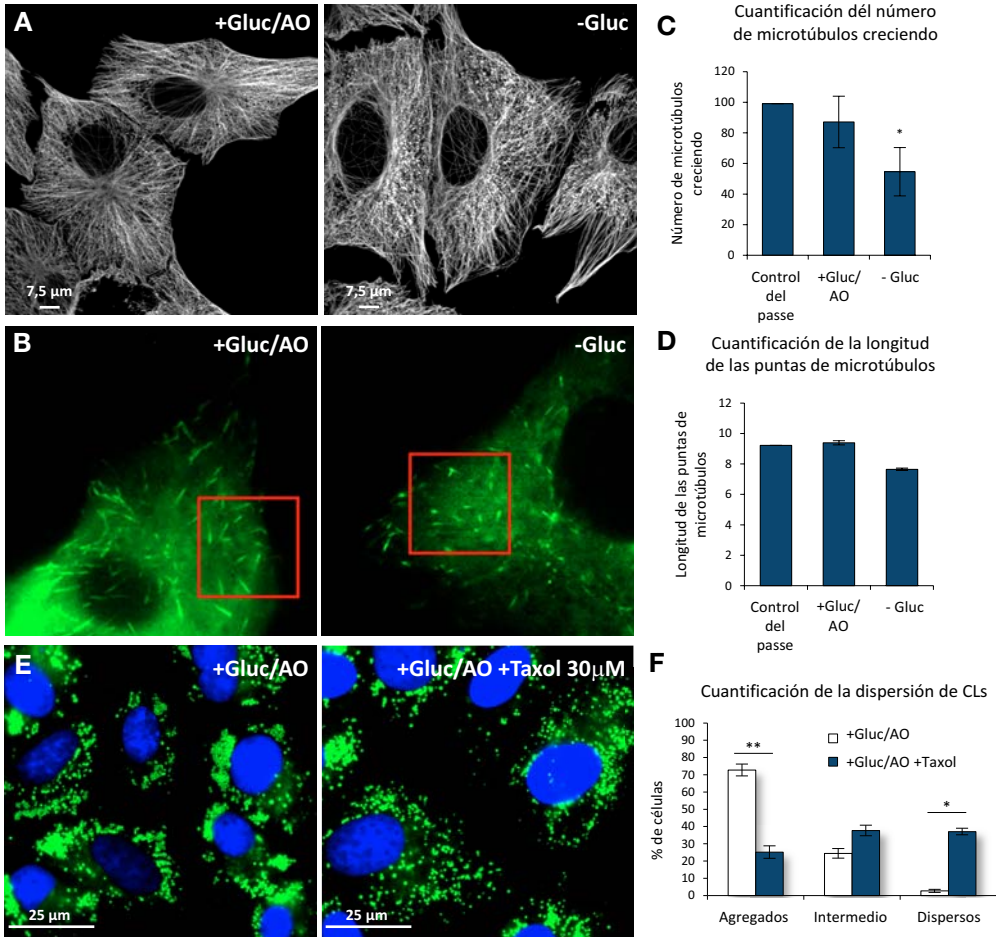 A
+Gluc/AO
7,5 µm
-Gluc
7,5 µm
C
Cuantificación del número
de microtúbulos creciendo
Número de microtúbulos
creciendo
120
100
80
60
40
20
0
*
Control
del
passe
+Gluc/
AO
- Gluc
B
+Gluc/AO
-Gluc
D
Cuantificación de la longitud
de las puntas de microtúbulos
Longitud de las puntas de
microtúbulos
12
10
8
6
4
2
0
Control
del
passe
+Gluc/
AO
- Gluc
E
+Gluc/AO
25 µm
+Gluc/AO +Taxol 30µM
25 µm
F
Cuantificación de la dispersión de CLs
% de células
100
90
80
70
60
50
40
30
20
10
0
+Gluc/AO
+Gluc/AO +Taxol
**
*
Agregados
Intermedio
Dispersos